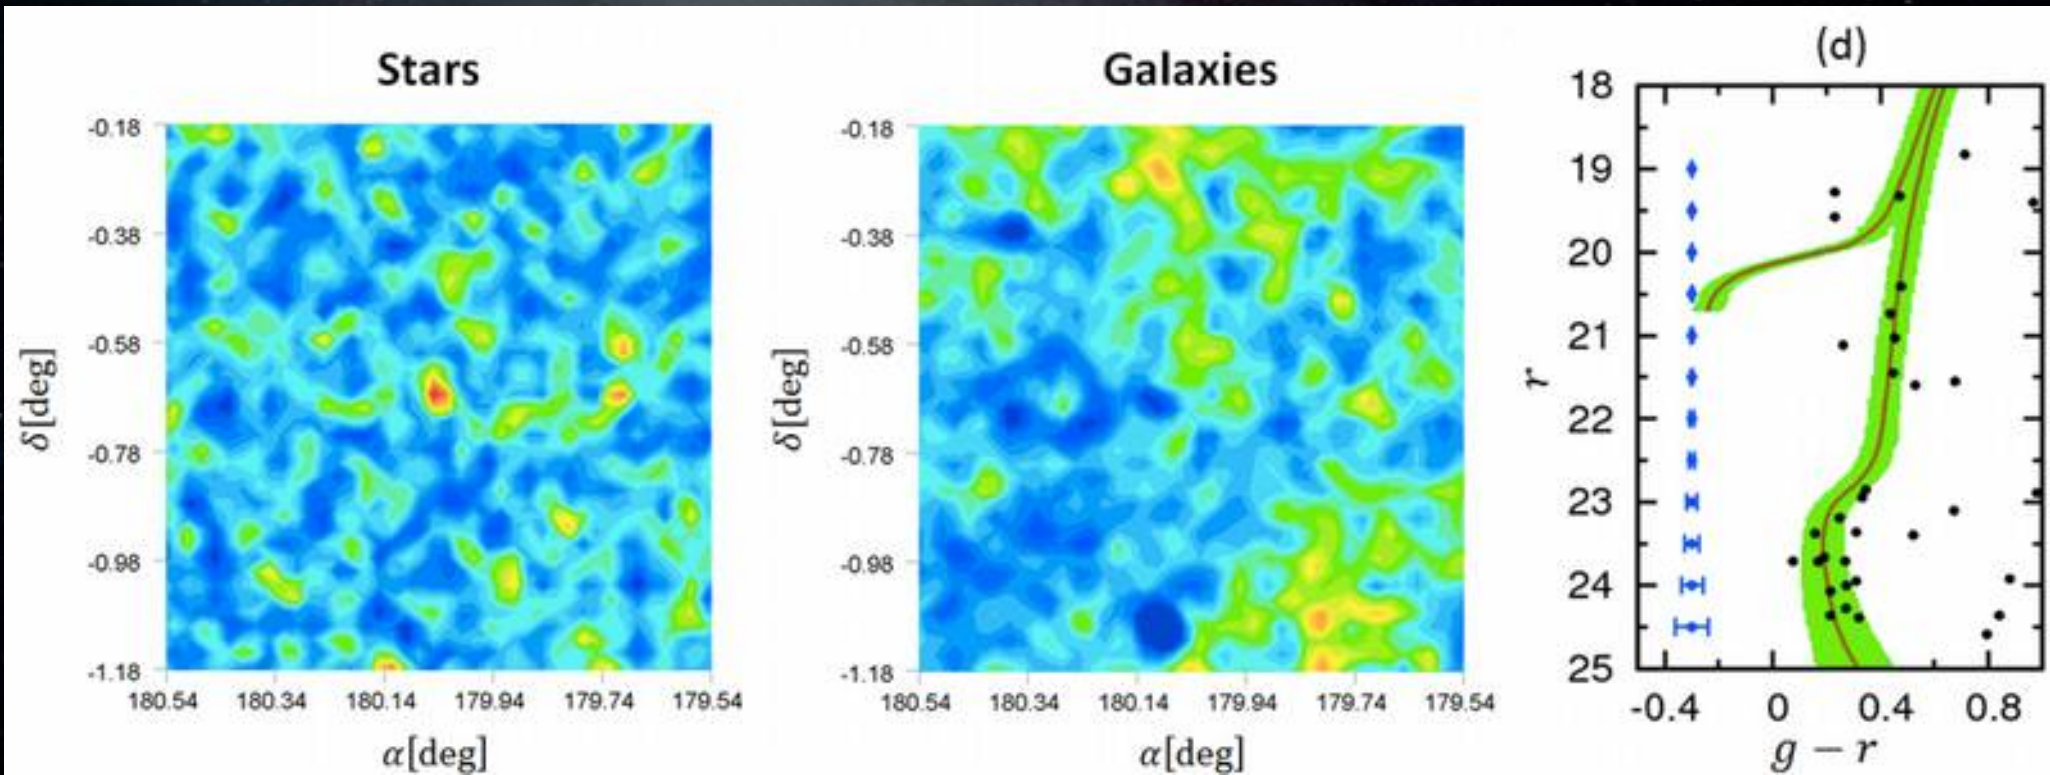 Stars
-0.18
-0.38
-0.58
-0.78
-0.98
-1.18
δ[deg]
180.54 180.34 180.14 179.94 179.74 179.54
α[deg]
Galaxies
-0.18
-0.38
-0.58
-0.78
-0.98
-1.18
δ[deg]
180.54 180.34 180.14 179.94 179.74 179.54
α[deg]
(d)
18
19
20
21
22
23
24
25
r
-0.4 0 0.4 0.8
g − r